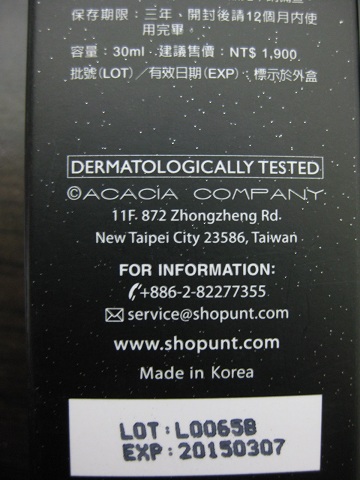 保存期限：三年、開封後請12個月內使
用完畢。
容量：30ml 建議售價：NT$ 1,900
批號(LOT)／有效日期(EXP)：標示於外盒
DERMATOLOGICALLY TESTED
©ACACIA COMPANY
11F. 872 Zhongzheng Rd.
New Taipei City 23586, Taiwan
FOR INFORMATION:
+886-2-82277355
service@shopunt.com
www.shopunt.com
Made in Korea
LOT:L0065B
EXP:20150307